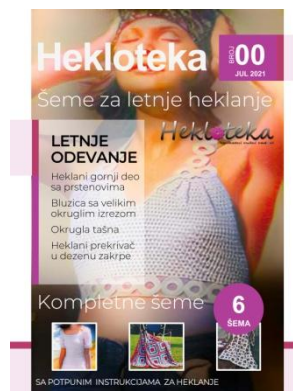 Hekloteka
BROJ
00
JUL 2021
Šeme za letnje heklanje
Hekloteka
LETNJE
ODEVANJE
Heklani gornji deo
sa prstenovima
Bluzica sa velikim
okruglim izrezom
Okrugla tašna
Heklani prekrivač
u dezenu zakrpe
Kompletne šeme
6
ŠEMA
SA POTPUNIM INSTRUKCIJAMA ZA HEKLANJE